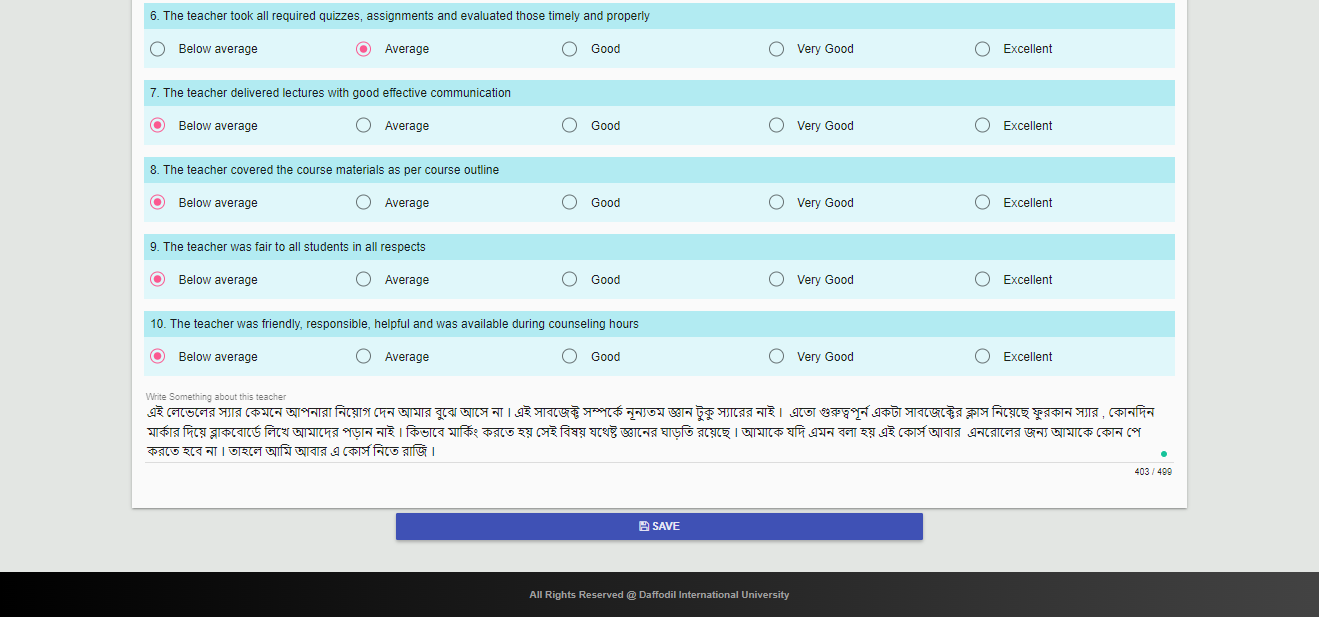 6. The teacher took all required quizzes, assignments and evaluated those timely and properly
Below average Average Good Very Good Excellent
7. The teacher delivered lectures with good effective communication
Below average Average Good Very Good Excellent
8. The teacher covered the course materials as per course outline
Below average Average Good Very Good Excellent
9. The teacher was fair to all students in all respects
Below average Average Good Very Good Excellent
10. The teacher was friendly, responsible, helpful and was available during counseling hours
Below average Average Good Very Good Excellent
Write Something about this teacher
এই লেভেলের স্যার কেমনে আপনারা নিয়োগ দেন আমার বুঝে আসে না । এই সাবজেক্ট সম্পর্কে নূন্যতম জ্ঞান টুকু স্যারের নাই । এতো গুরুত্বপূর্ন একটা সাবজেক্টের ক্লাস নিয়েছে ফুরকান স্যার , কোনদিন
মার্কার দিয়ে ব্লাকবোর্ডে লিখে আমাদের পড়ান নাই । কিভাবে মার্কিং করতে হয় সেই বিষয় যথেষ্ট জ্ঞানের ঘাড়তি রয়েছে । আমাকে যদি এমন বলা হয় এই কোর্স আবার এনরোলের জন্য আমাকে কোন পে
করতে হবে না । তাহলে আমি আবার এ কোর্স নিতে রাজি ।
403 / 499
SAVE
All Rights Reserved @ Daffodil International University